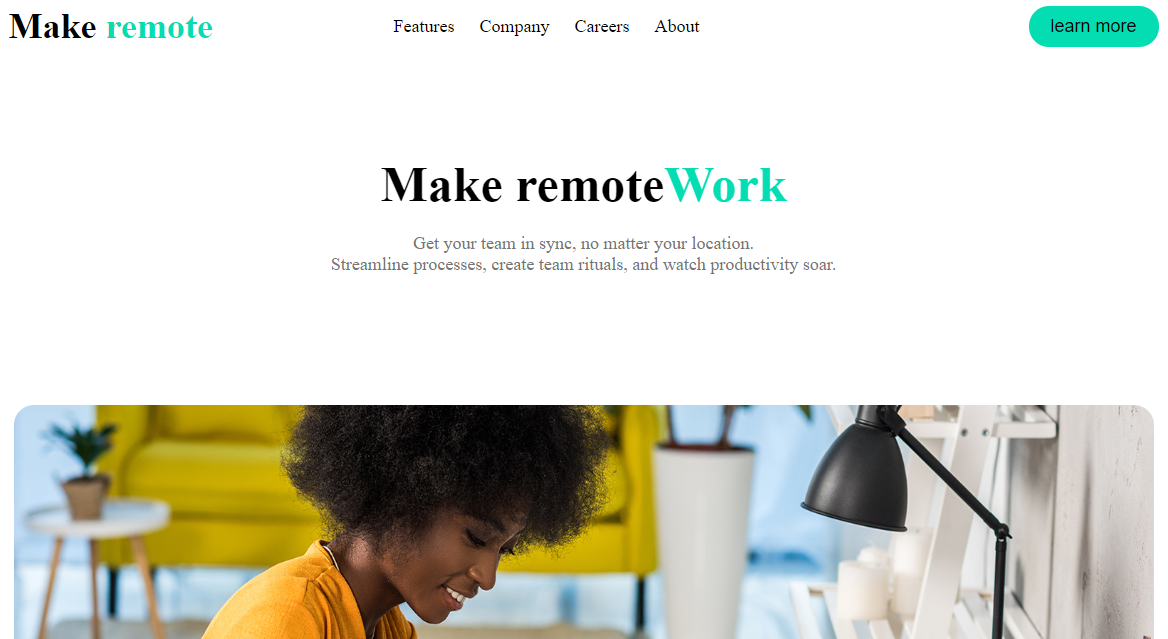 Make remote
Features Company Careers About
learn more
Make remoteWork
Get your team in sync, no matter your location.
Streamline processes, create team rituals, and watch productivity soar.